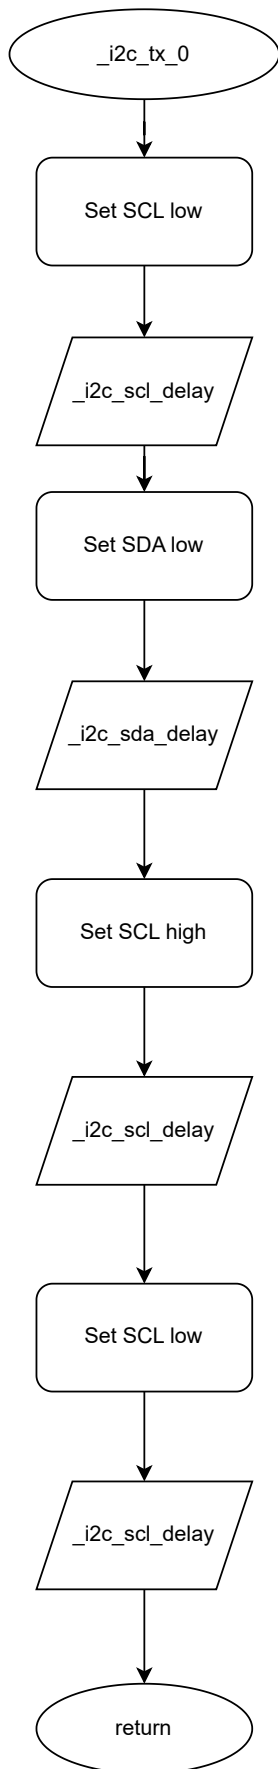 _i2c_tx_0
Set SCL low
_i2c_scl_delay
Set SDA low
_i2c_sda_delay
Set SCL high
_i2c_scl_delay
Set SCL low
_i2c_scl_delay
return